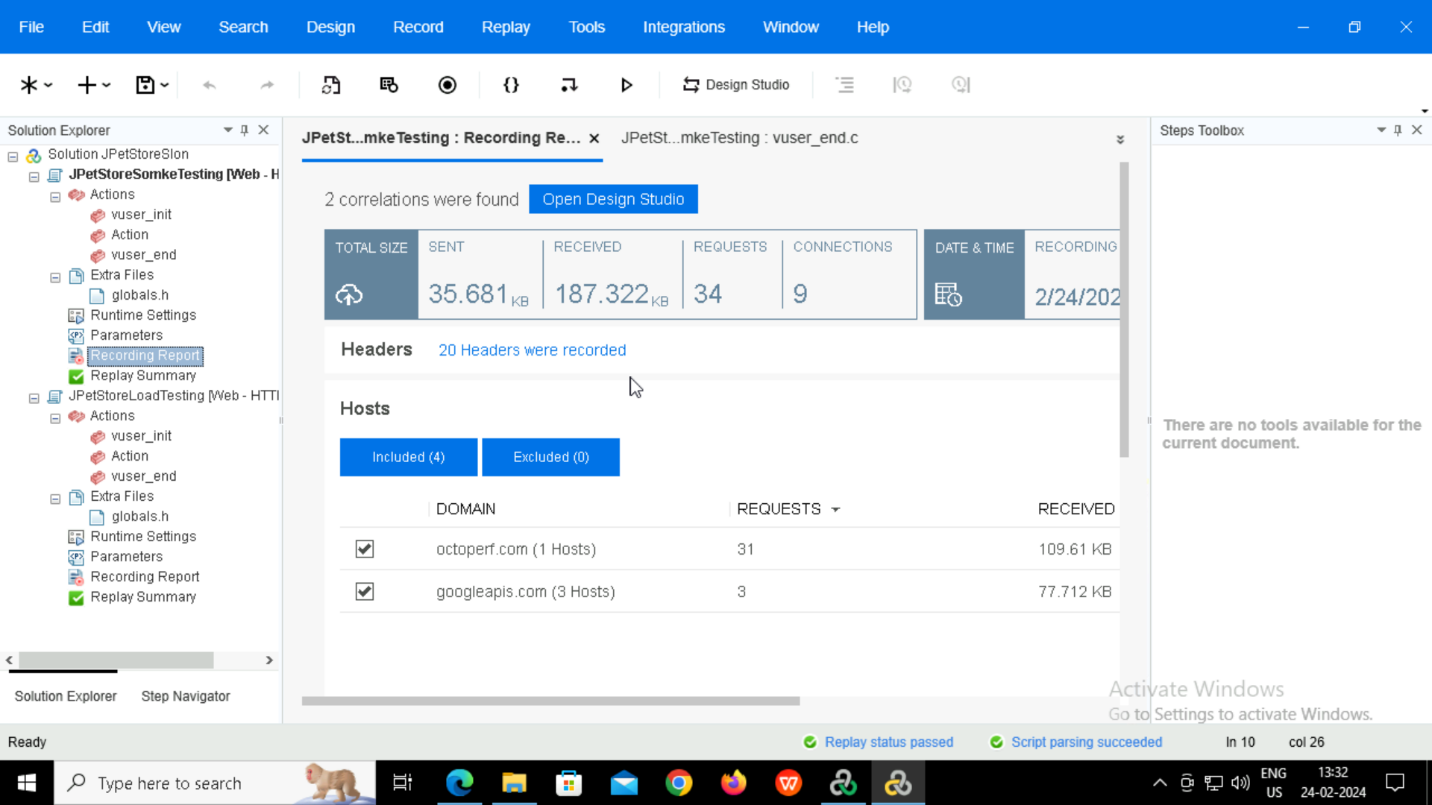 File Edit View Search Design Record Replay Tools Integrations Window Help
Design Studio
Solution Explorer
Solution JPetStoreSlon
JPetStoreSomkeTesting [Web - H
Actions
vuser_init
Action
vuser_end
Extra Files
globals.h
Runtime Settings
Parameters
Recording Report
Replay Summary
JPetStoreLoadTesting [Web - HTTI
Actions
vuser_init
Action
vuser_end
Extra Files
globals.h
Runtime Settings
Parameters
Recording Report
Replay Summary
Solution Explorer Step Navigator
JPetSt...mkeTesting : Recording Re... JPetSt...mkeTesting : vuser_end.c
2 correlations were found Open Design Studio
TOTAL SIZE SENT RECEIVED REQUESTS CONNECTIONS DATE & TIME RECORDING
35.681 KB 187.322 KB 34 9 2/24/202
Headers 20 Headers were recorded
Hosts
Included (4) Excluded (0)
DOMAIN REQUESTS RECEIVED
octoperf.com (1 Hosts) 31 109.61 KB
googleapis.com (3 Hosts) 3 77.712 KB
Steps Toolbox
There are no tools available for the
current document.
Activate Windows
Go to Settings to activate Windows.
Ready Replay status passed Script parsing succeeded ln 10 col 26
Type here to search
ENG
US
13:32
24-02-2024